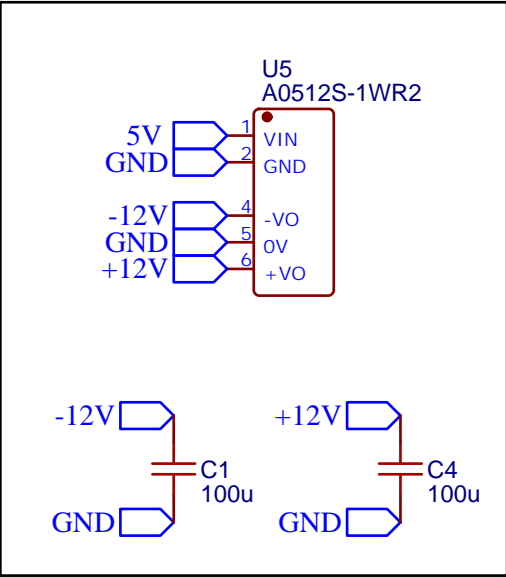 U5
A0512S-1WR2
5V 1 VIN
GND 2 GND
-12V 4 -VO
GND 5 0V
+12V 6 +VO
-12V +12V
C1 C4
100u 100u
GND GND